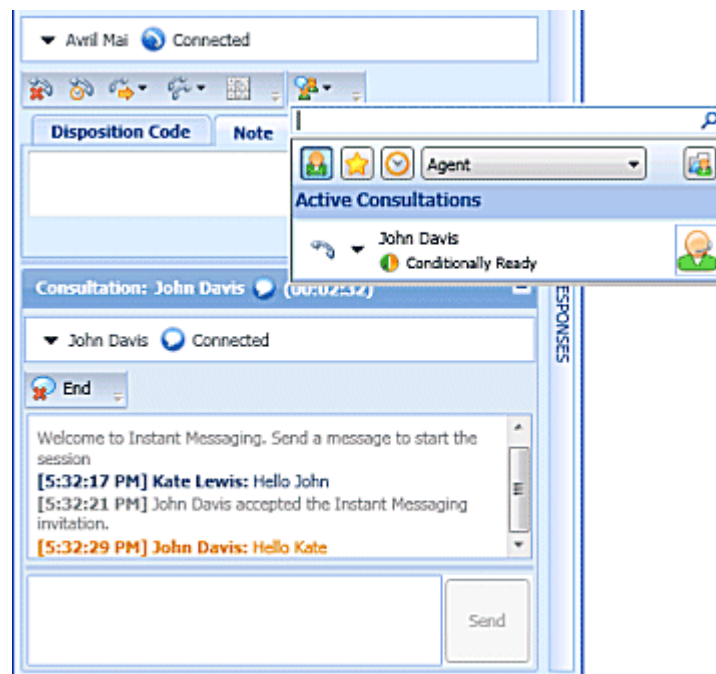 Avril Mai Connected
Disposition Code Note
Agent
Active Consultations
John Davis
Conditionally Ready
Consultation: John Davis (00:02:32)
John Davis Connected
End
Welcome to Instant Messaging. Send a message to start the
session
[5:32:17 PM] Kate Lewis: Hello John
[5:32:21 PM] John Davis accepted the Instant Messaging
invitation.
[5:32:29 PM] John Davis: Hello Kate
Send